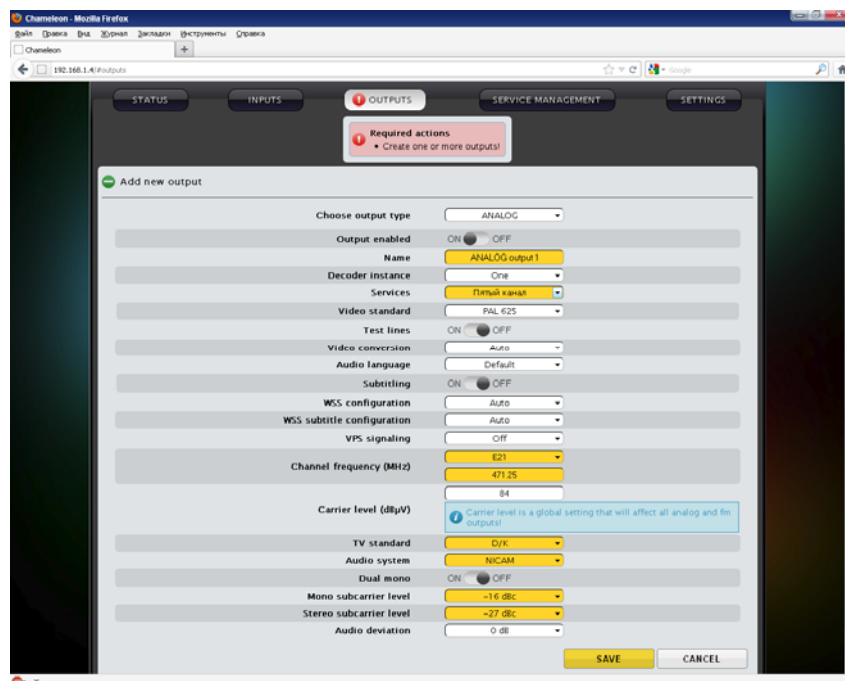 Chameleon - Mozilla Firefox
Файл Правка Вид Журнал Закладки Инструменты Справка
Chameleon +
192.168.1.4/#outputs Google
STATUS INPUTS OUTPUTS SERVICE MANAGEMENT SETTINGS
Required actions
• Create one or more outputs!
Add new output
Choose output type ANALOG
Output enabled ON OFF
Name ANALOG output 1
Decoder instance One
Services Пятый канал
Video standard PAL 625
Test lines ON OFF
Video conversion Auto
Audio language Default
Subtitling ON OFF
WSS configuration Auto
WSS subtitle configuration Auto
VPS signaling Off
Channel frequency (MHz) E21
471.25
Carrier level (dBµV) 84
Carrier level is a global setting that will affect all analog and fm
outputs!
TV standard D/K
Audio system NICAM
Dual mono ON OFF
Mono subcarrier level -16 dBc
Stereo subcarrier level -27 dBc
Audio deviation 0 dB
SAVE CANCEL